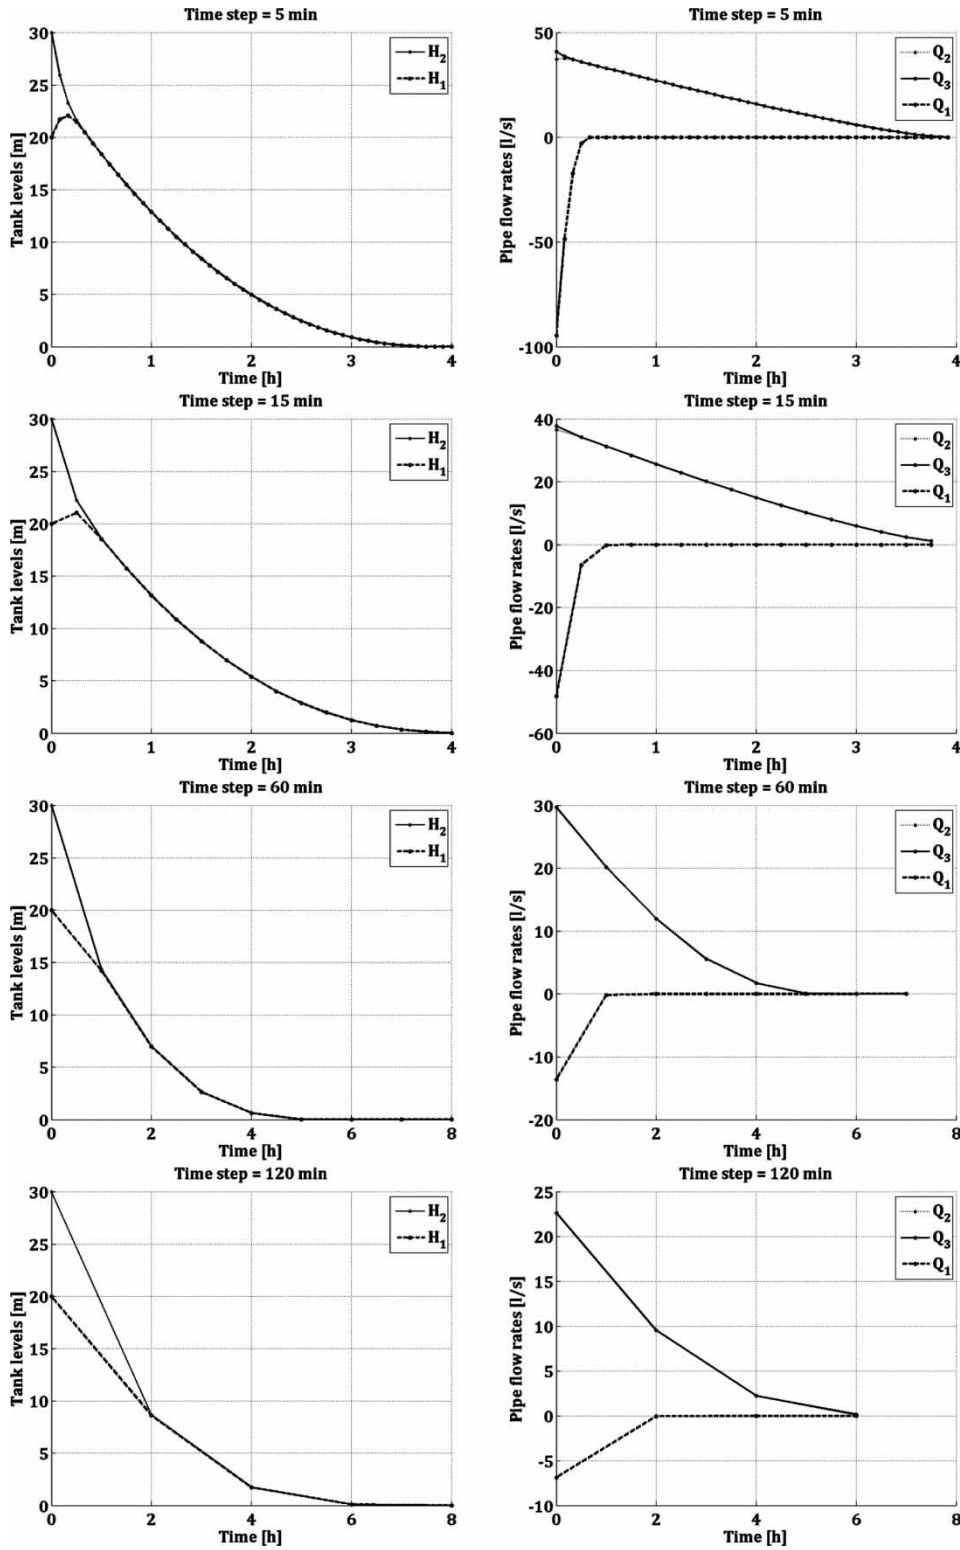 Time step = 5 min
Tank levels [m]
30
25
20
15
10
5
0
0 1 2 3 4
Time [h]
H2
H1
Time step = 5 min
Pipe flow rates [l/s]
50
0
-50
-100
0 1 2 3 4
Time [h]
Q2
Q3
Q1
Time step = 15 min
Tank levels [m]
30
25
20
15
10
5
0
0 1 2 3 4
Time [h]
H2
H1
Time step = 15 min
Pipe flow rates [l/s]
40
20
0
-20
-40
-60
0 1 2 3 4
Time [h]
Q2
Q3
Q1
Time step = 60 min
Tank levels [m]
30
25
20
15
10
5
0
0 2 4 6 8
Time [h]
H2
H1
Time step = 60 min
Pipe flow rates [l/s]
30
20
10
0
-10
-20
0 2 4 6 8
Time [h]
Q2
Q3
Q1
Time step = 120 min
Tank levels [m]
30
25
20
15
10
5
0
0 2 4 6 8
Time [h]
H2
H1
Time step = 120 min
Pipe flow rates [l/s]
25
20
15
10
5
0
-5
-10
0 2 4 6 8
Time [h]
Q2
Q3
Q1